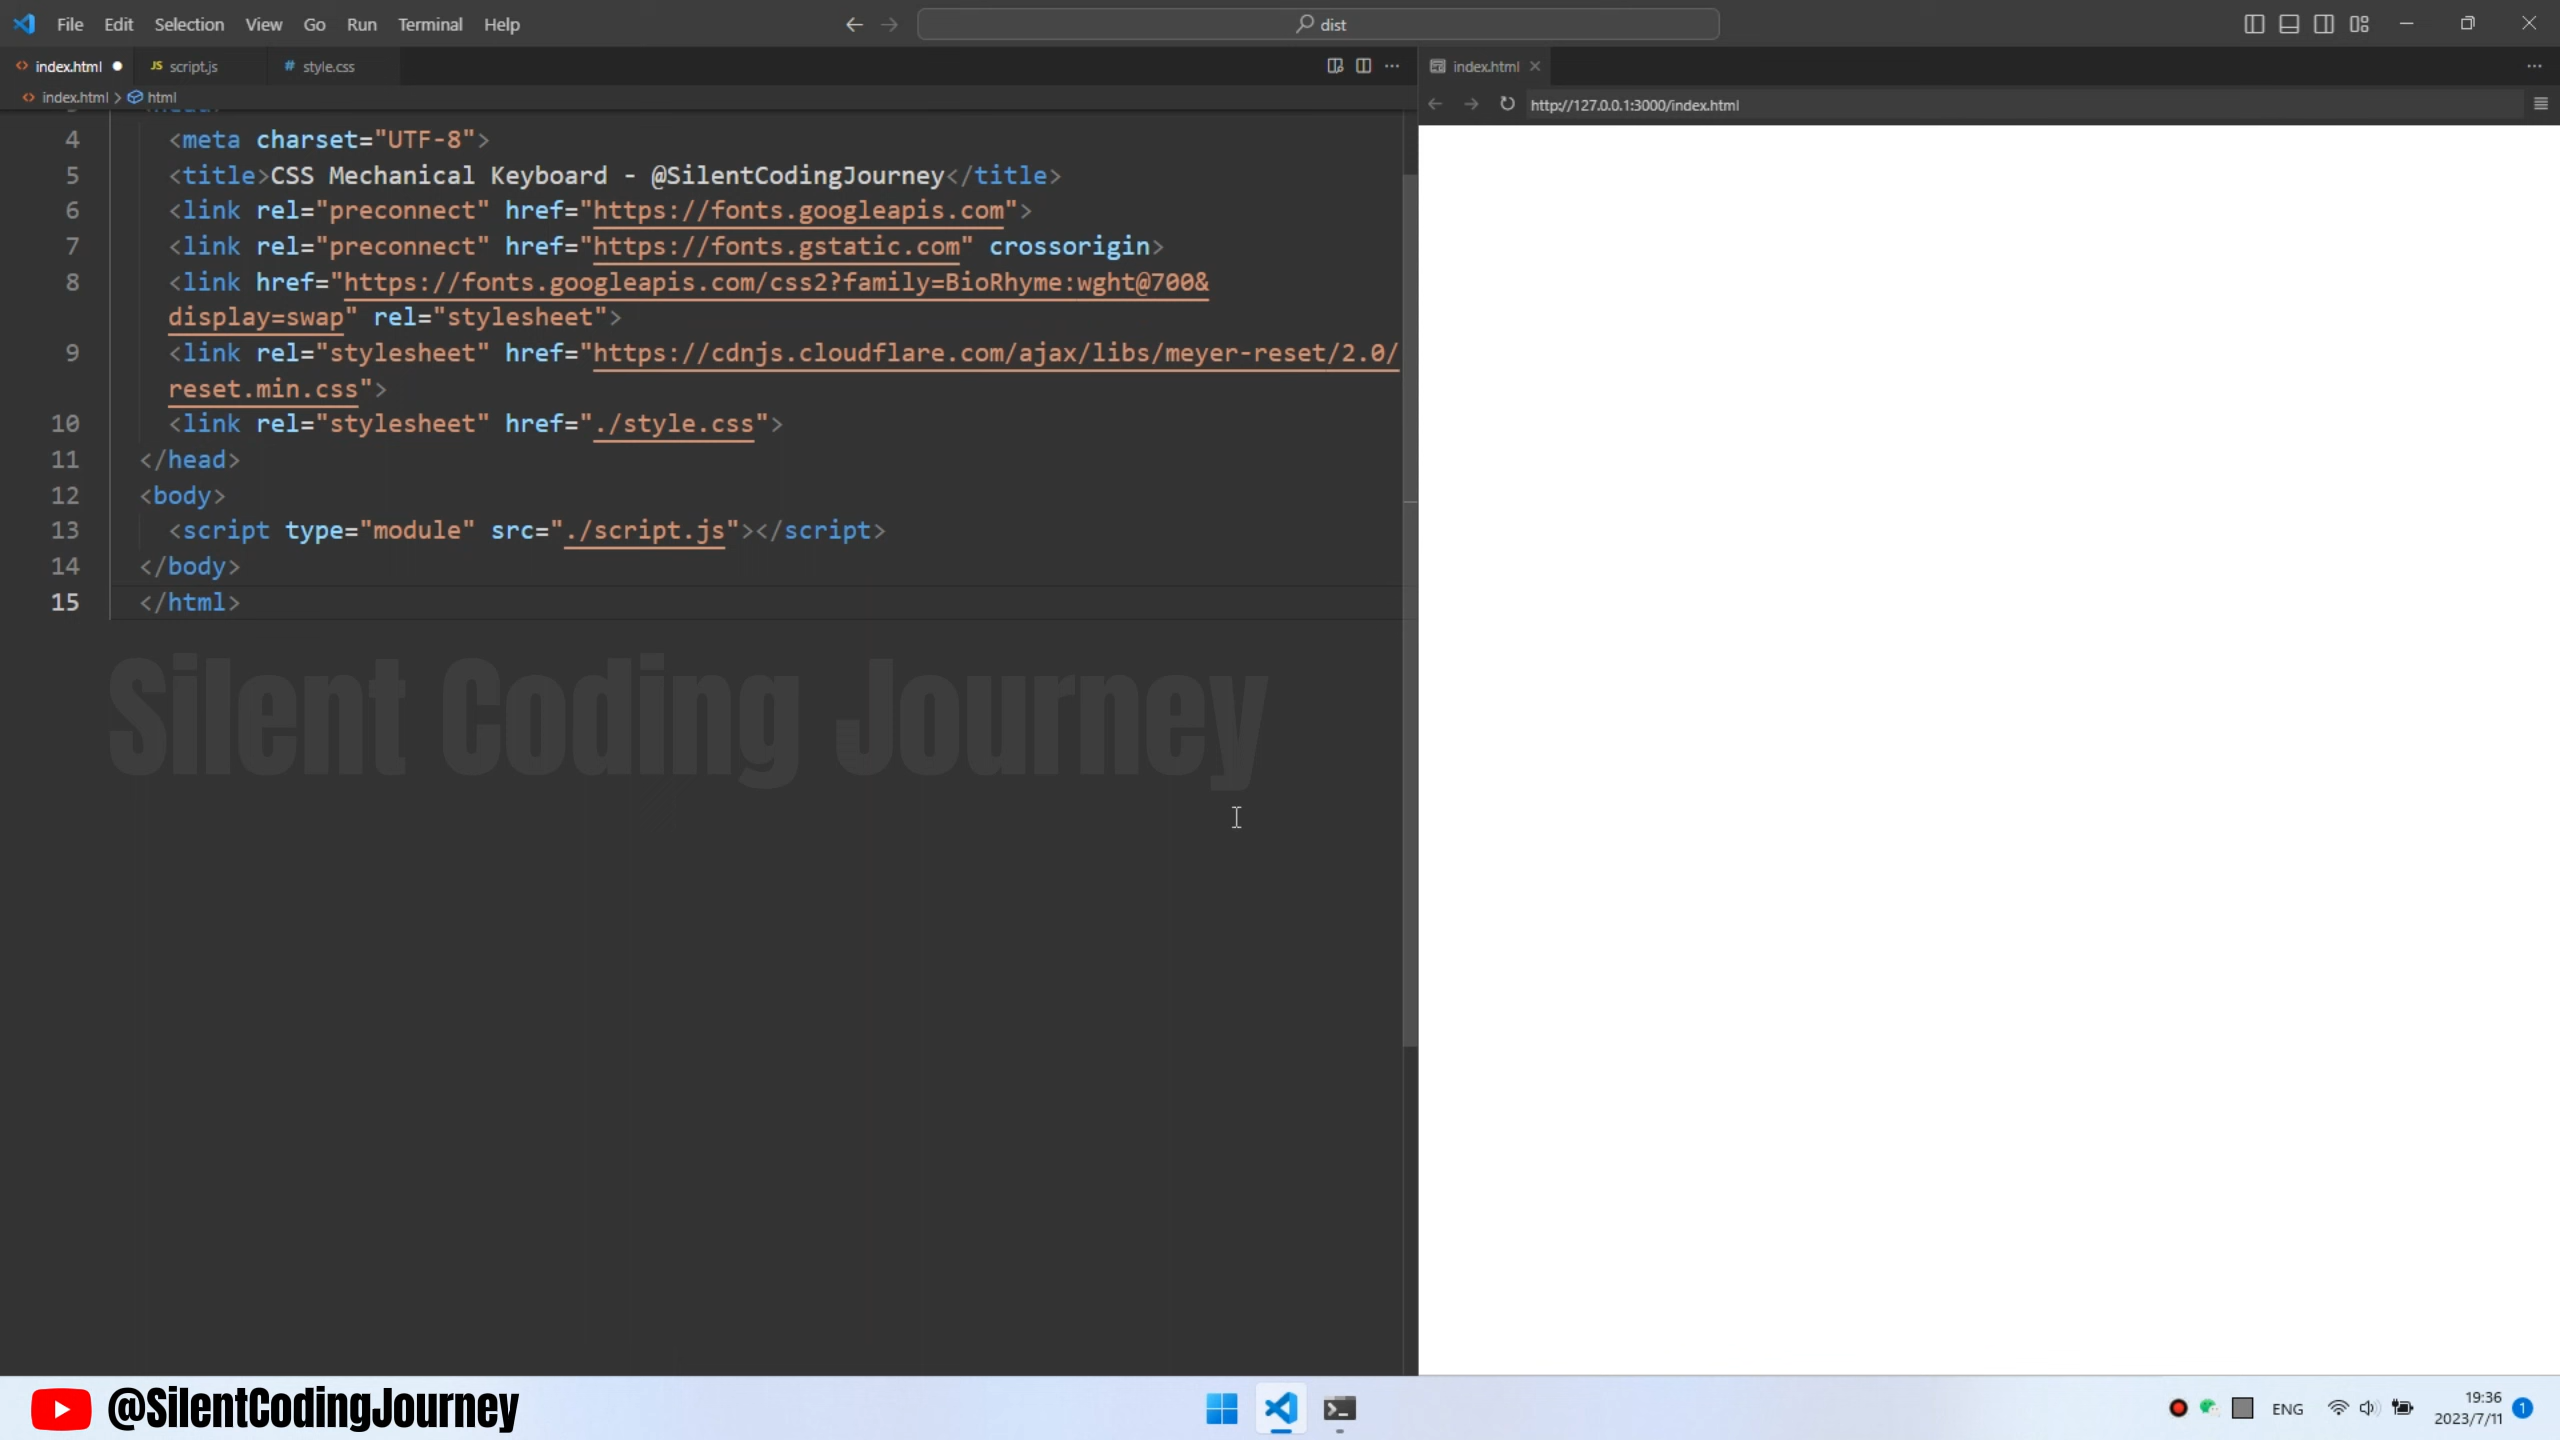 File Edit Selection View Go Run Terminal Help
dist
index.html
JS script.js
# style.css
index.html
index.html > html
http://127.0.0.1:3000/index.html
4 <meta charset="UTF-8">
5 <title>CSS Mechanical Keyboard - @SilentCodingJourney</title>
6 <link rel="preconnect" href="https://fonts.googleapis.com">
7 <link rel="preconnect" href="https://fonts.gstatic.com" crossorigin>
8 <link href="https://fonts.googleapis.com/css2?family=BioRhyme:wght@700&
display=swap" rel="stylesheet">
9 <link rel="stylesheet" href="https://cdnjs.cloudflare.com/ajax/libs/meyer-reset/2.0/
reset.min.css">
10 <link rel="stylesheet" href="./style.css">
11 </head>
12 <body>
13 <script type="module" src="./script.js"></script>
14 </body>
15 </html>
Silent Coding Journey
@SilentCodingJourney
ENG
19:36
2023/7/11
1